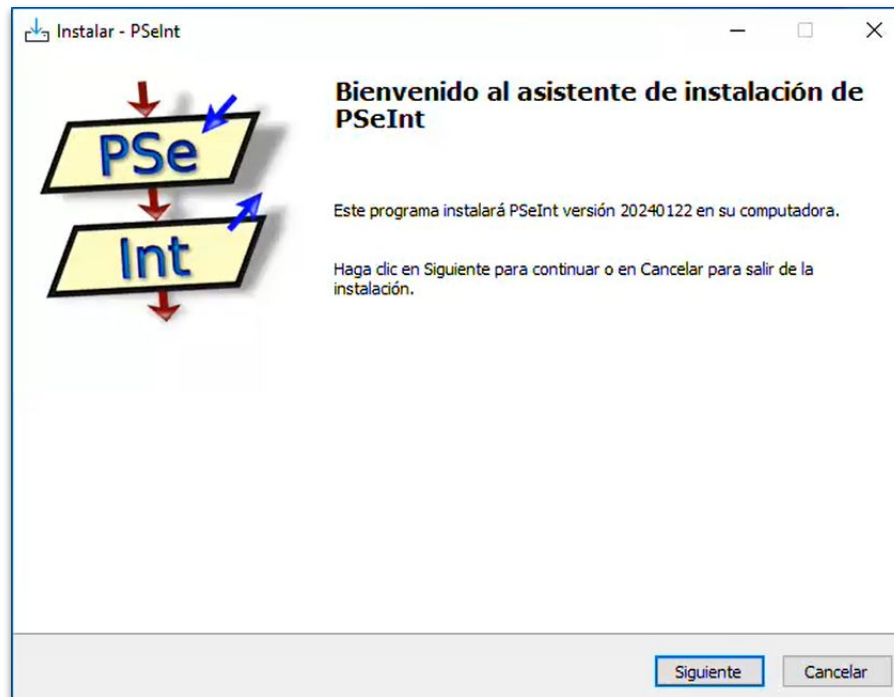 Instalar - PSeInt
PSe
Int
Bienvenido al asistente de instalación de
PSeInt
Este programa instalará PSeInt versión 20240122 en su computadora.
Haga clic en Siguiente para continuar o en Cancelar para salir de la
instalación.
Siguiente
Cancelar